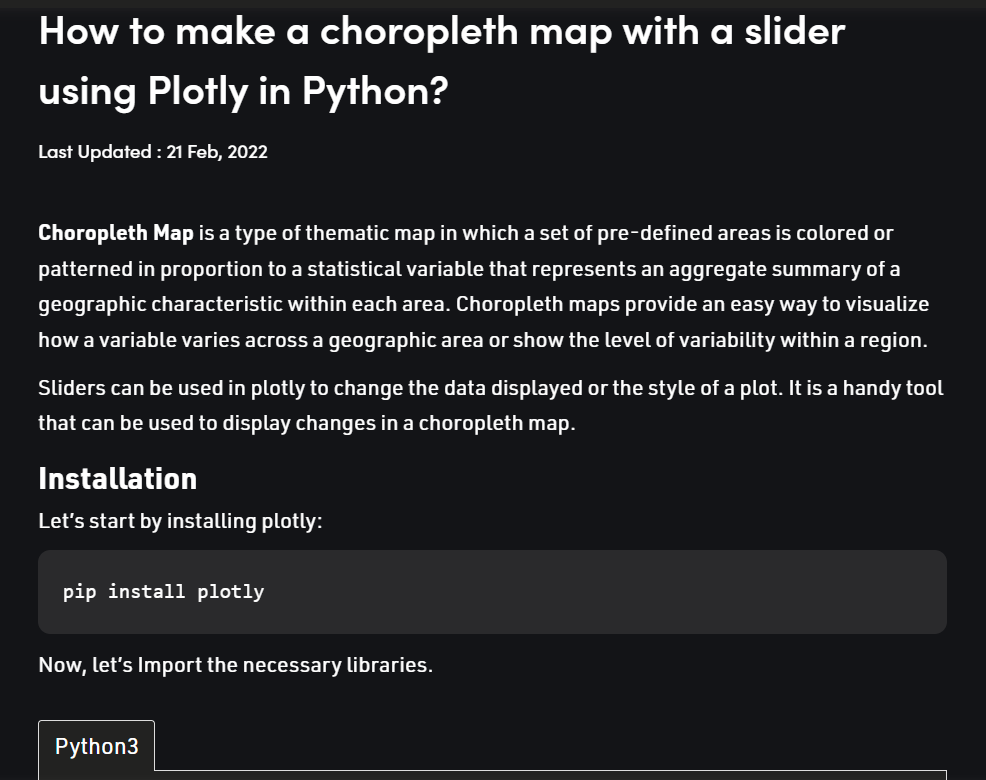 How to make a choropleth map with a slider
using Plotly in Python?
Last Updated : 21 Feb, 2022
Choropleth Map is a type of thematic map in which a set of pre-defined areas is colored or
patterned in proportion to a statistical variable that represents an aggregate summary of a
geographic characteristic within each area. Choropleth maps provide an easy way to visualize
how a variable varies across a geographic area or show the level of variability within a region.
Sliders can be used in plotly to change the data displayed or the style of a plot. It is a handy tool
that can be used to display changes in a choropleth map.
Installation
Let’s start by installing plotly:
pip install plotly
Now, let’s Import the necessary libraries.
Python3